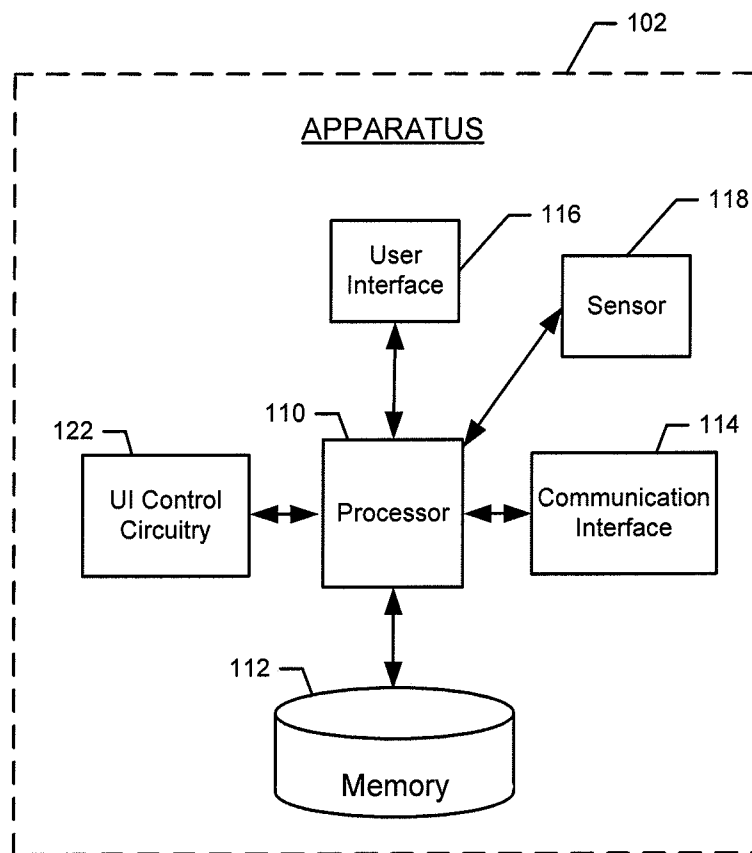 102
APPARATUS
116
118
User
Interface
Sensor
110
122
114
UI Control
Circuitry
Processor
Communication
Interface
112
Memory